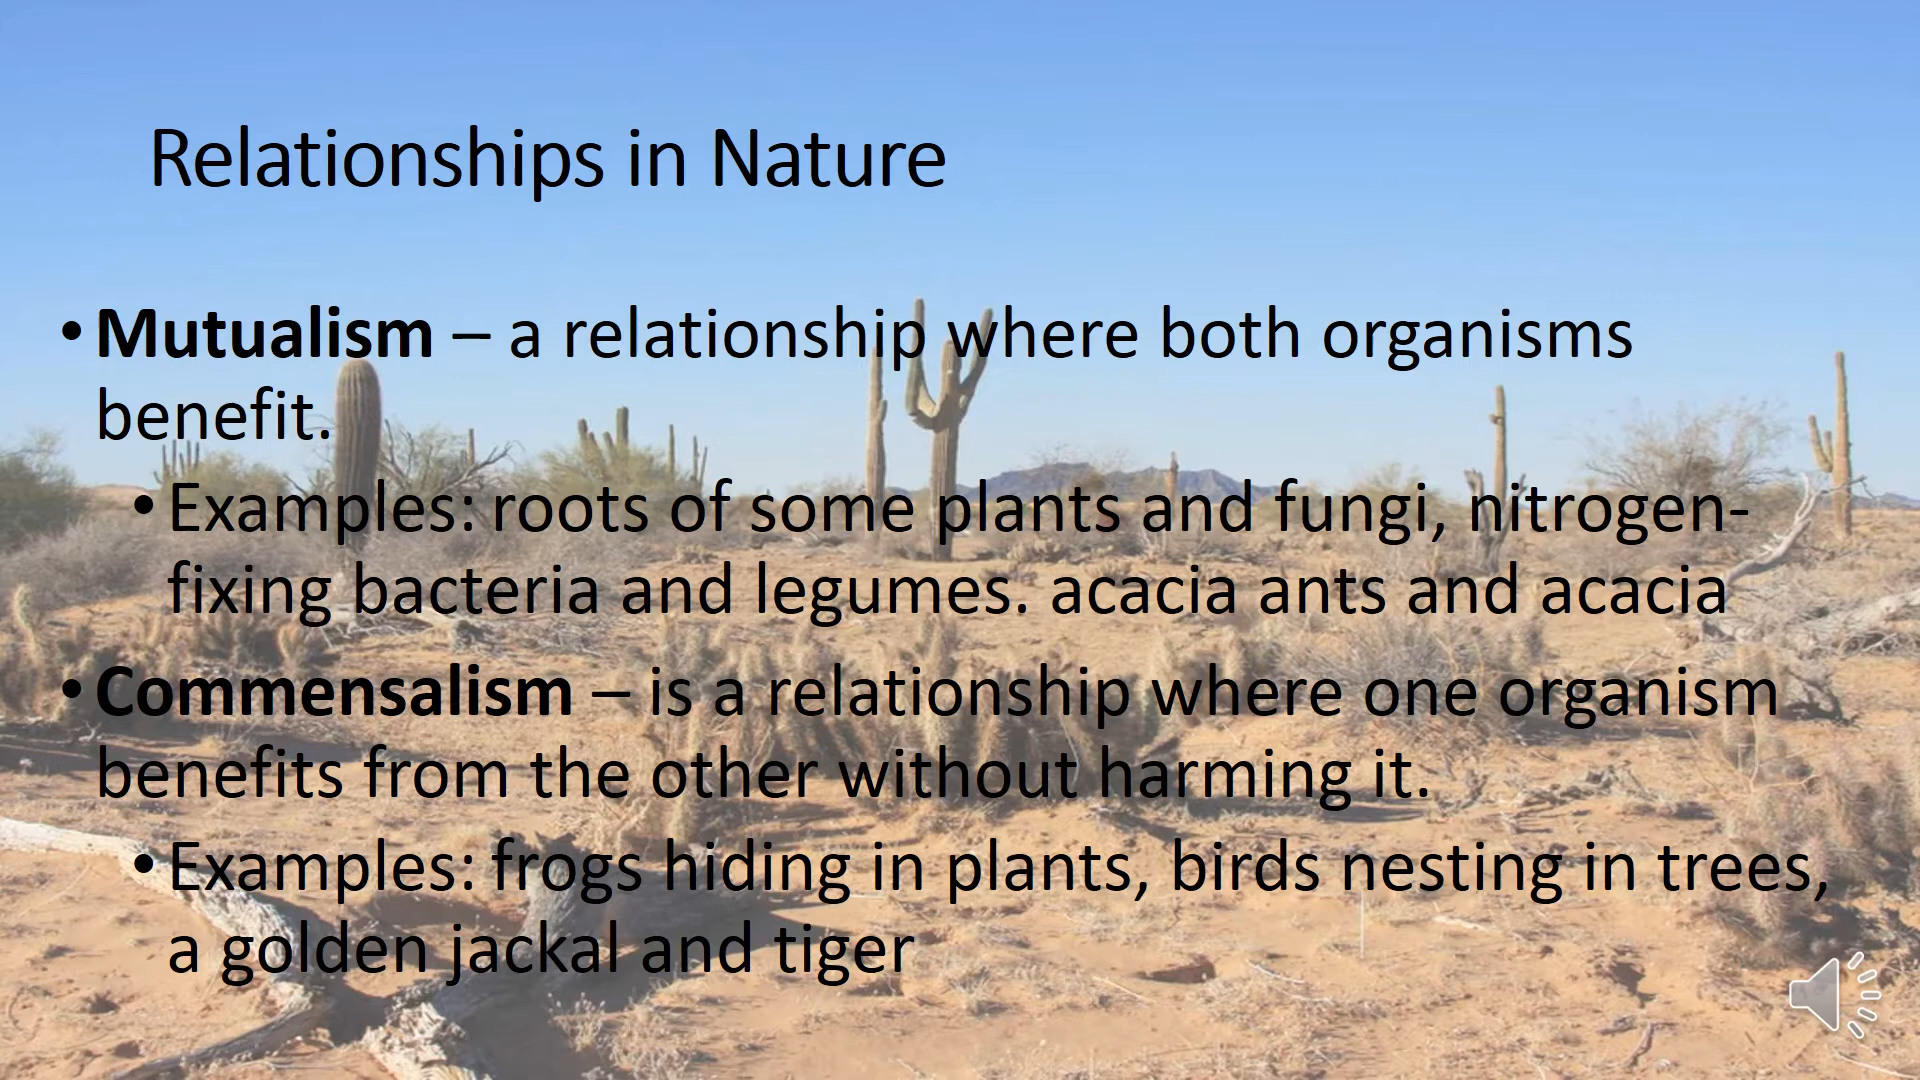 Relationships in Nature
• Mutualism – a relationship where both organisms
benefit.
• Examples: roots of some plants and fungi, nitrogen-
fixing bacteria and legumes. acacia ants and acacia
• Commensalism – is a relationship where one organism
benefits from the other without harming it.
• Examples: frogs hiding in plants, birds nesting in trees,
a golden jackal and tiger